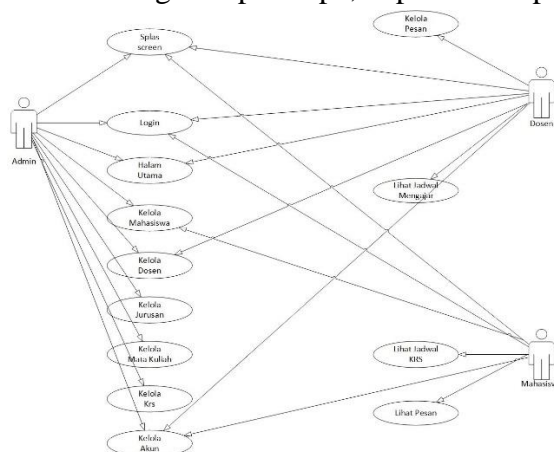 Splas
screen
Kelola
Pesan
Login
Admin
Dosen
Halam
Utama
Lihat Jadwal
Mengajar
Kelola
Mahasiswa
Kelola
Dosen
Kelola
Jurusan
Kelola
Mata Kuliah
Lihat Jadwal
KRS
Mahasisw
Kelola
Krs
Lihat Pesan
Kelola
Akun